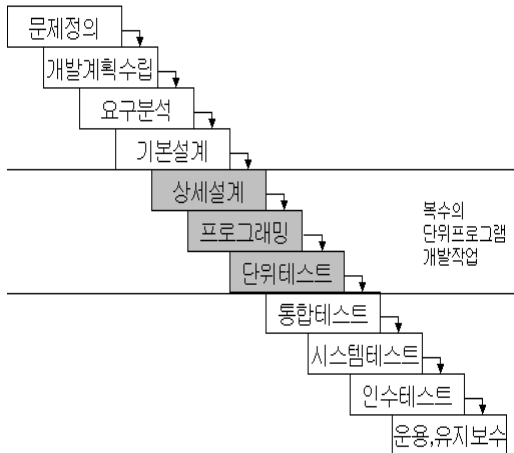 문제정의
개발계획수립
요구분석
기본설계
상세설계
프로그래밍
단위테스트
복수의
단위프로그램
개발작업
통합테스트
시스템테스트
인수테스트
운용,유지보수